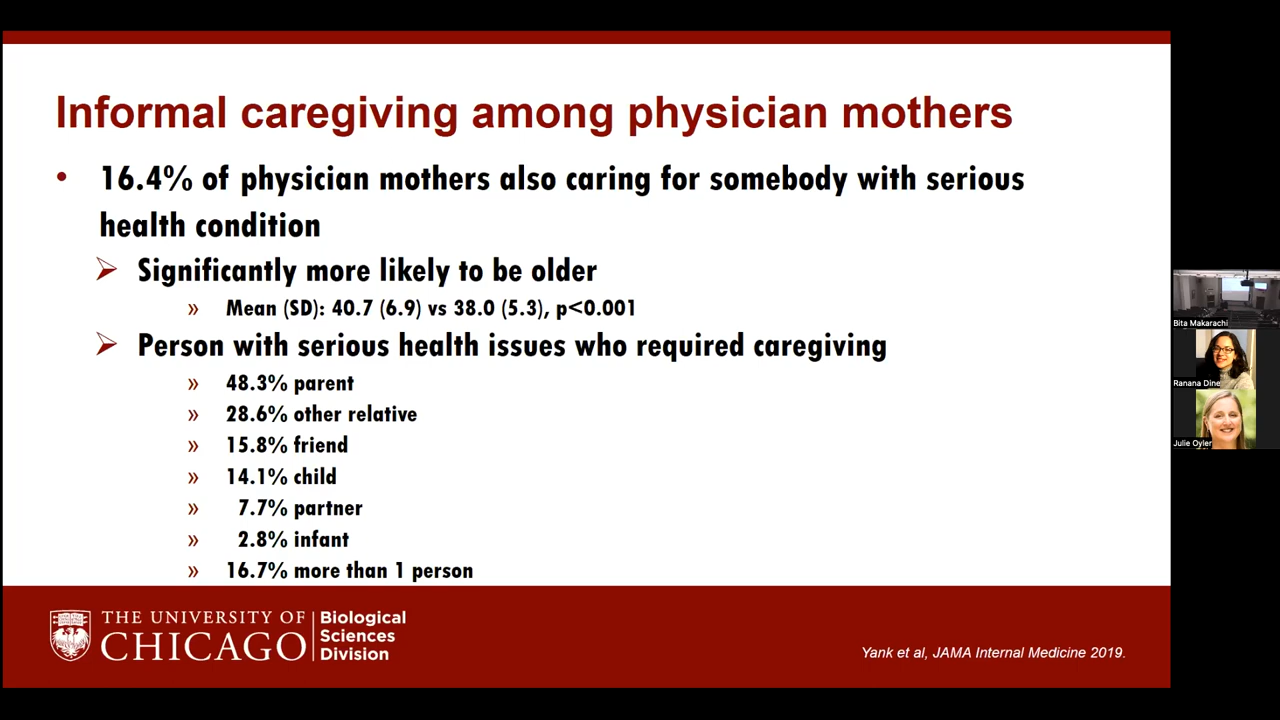 Informal caregiving among physician mothers
• 16.4% of physician mothers also caring for somebody with serious
health condition
➢ Significantly more likely to be older
» Mean (SD): 40.7 (6.9) vs 38.0 (5.3), p<0.001
➢ Person with serious health issues who required caregiving
» 48.3% parent
» 28.6% other relative
» 15.8% friend
» 14.1% child
» 7.7% partner
» 2.8% infant
» 16.7% more than 1 person
THE UNIVERSITY OF
CHICAGO
Biological
Sciences
Division
Yank et al, JAMA Internal Medicine 2019.
Bita Makarachi
Ranana Dine
Julie Oyler